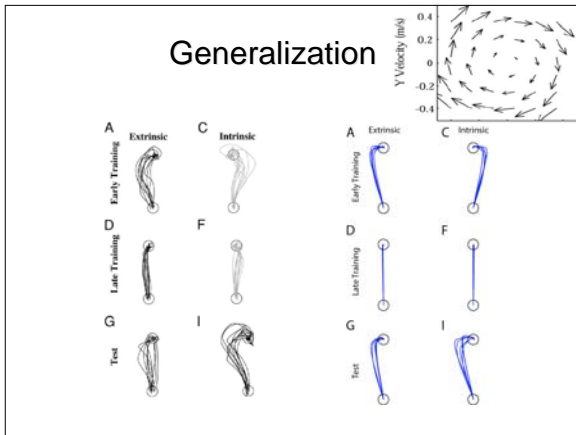 Generalization
Y Velocity (m/s)
0.4
0.2
0
-0.2
-0.4
A
Extrinsic
C
Intrinsic
Early Training
D
F
Late Training
G
I
Test
A
Extrinsic
C
Intrinsic
Early Training
D
F
Late Training
G
I
Test